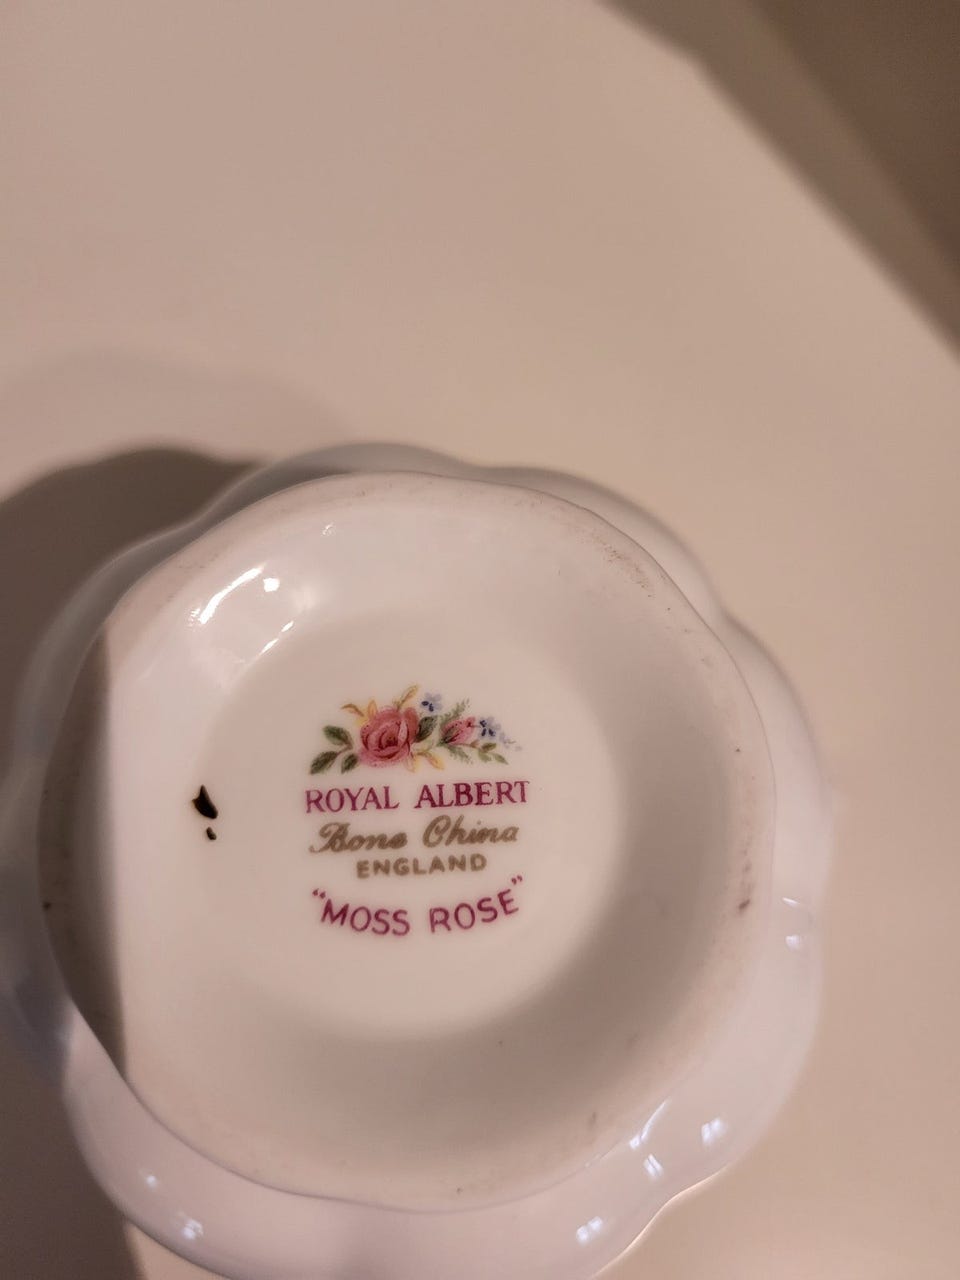 ROYAL ALBERT
Bone China
ENGLAND
"MOSS ROSE"